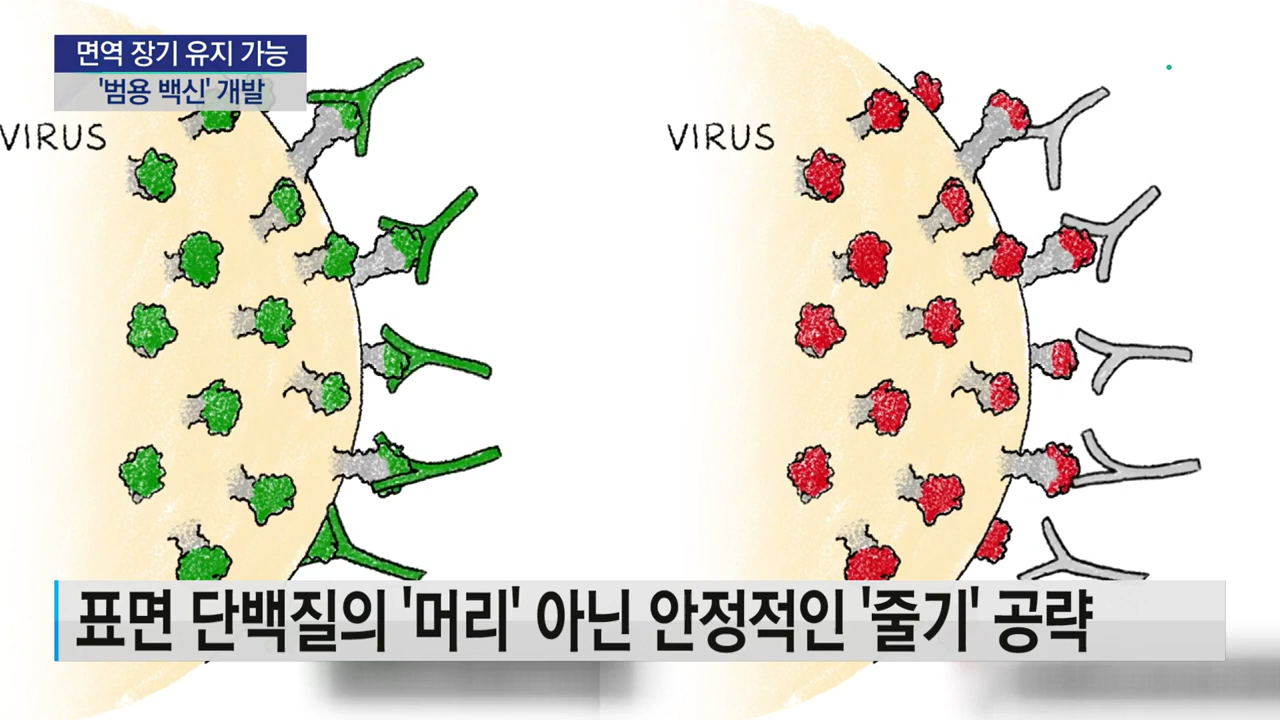 면역 장기 유지 가능
'범용 백신' 개발
VIRUS
VIRUS
표면 단백질의 '머리' 아닌 안정적인 '줄기' 공략